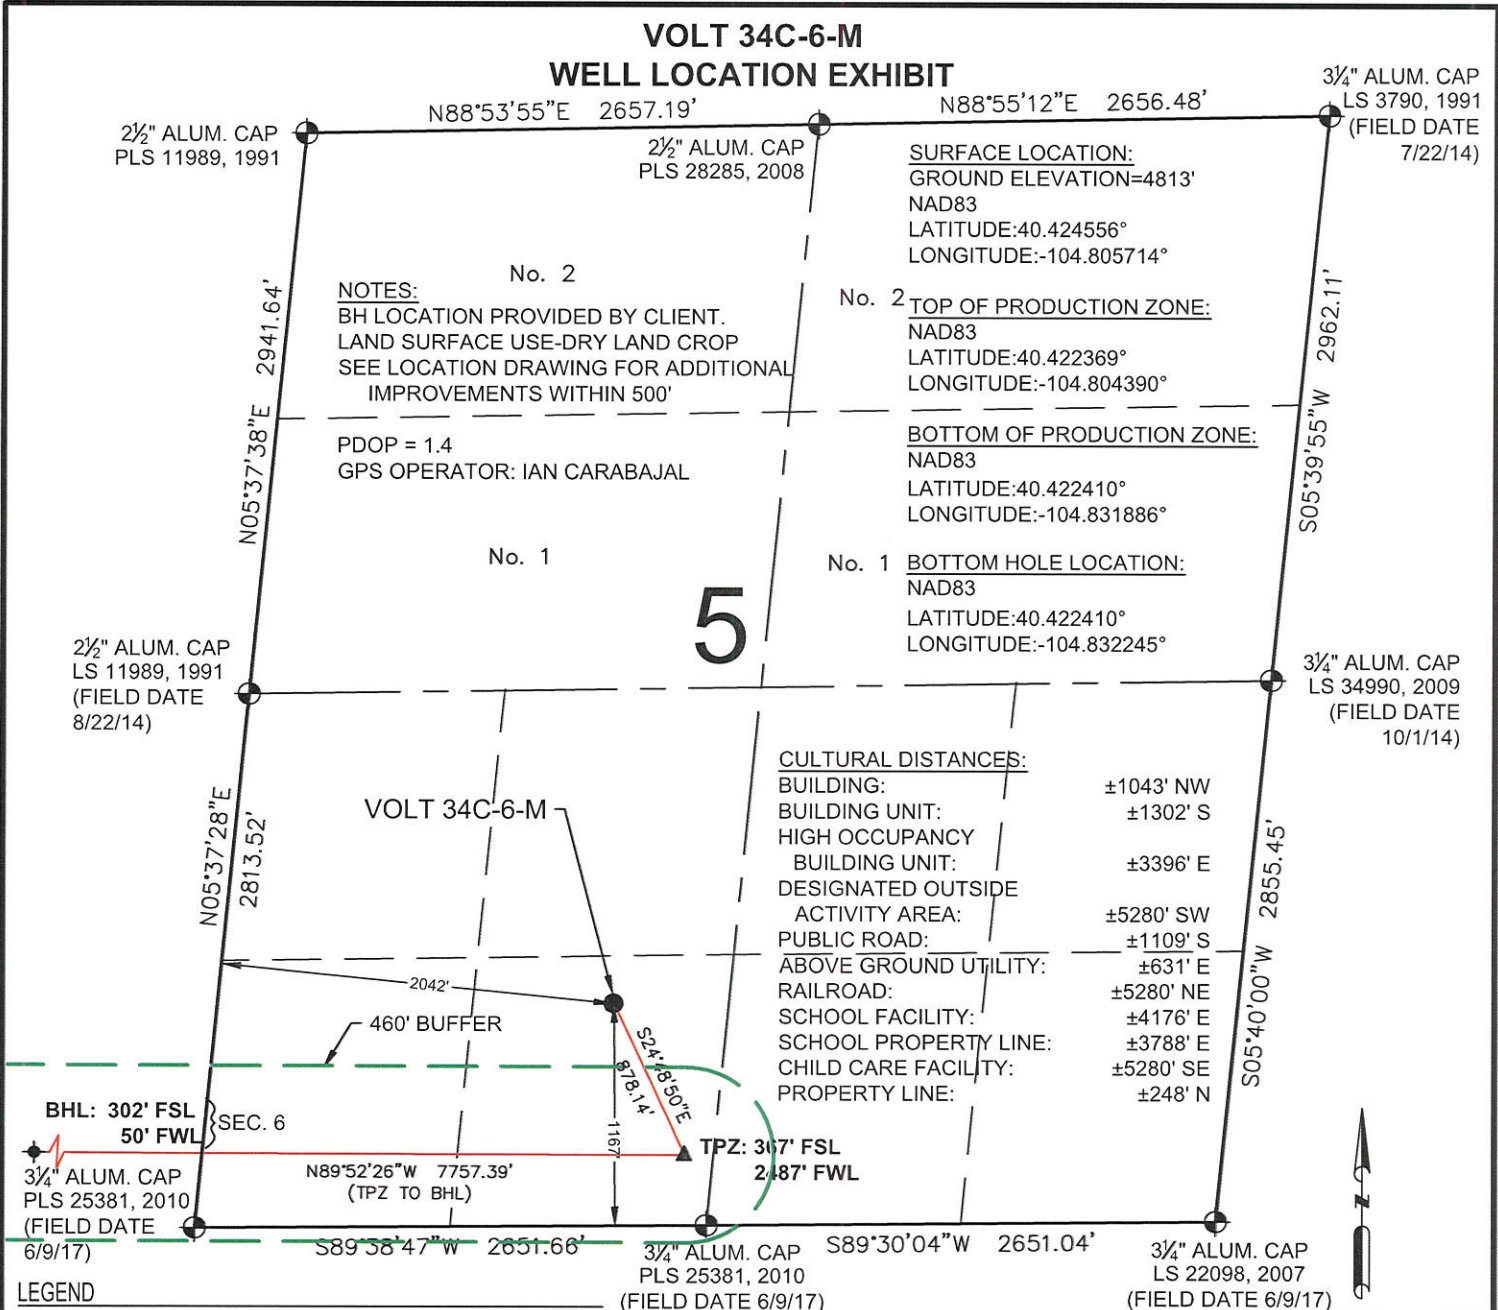 VOLT 34C-6-M
WELL LOCATION EXHIBIT
N88°53'55"E 2657.19'
N88°55'12"E 2656.48'
3¼" ALUM. CAP
LS 3790, 1991
(FIELD DATE
7/22/14)
2½" ALUM. CAP
PLS 11989, 1991
2½" ALUM. CAP
PLS 28285, 2008
SURFACE LOCATION:
GROUND ELEVATION=4813'
NAD83
LATITUDE:40.424556°
LONGITUDE:-104.805714°
No. 2
NOTES:
BH LOCATION PROVIDED BY CLIENT.
LAND SURFACE USE-DRY LAND CROP
SEE LOCATION DRAWING FOR ADDITIONAL
IMPROVEMENTS WITHIN 500'
No. 2
TOP OF PRODUCTION ZONE:
NAD83
LATITUDE:40.422369°
LONGITUDE:-104.804390°
N05°37'38"E 2941.64'
S05°39'55"W 2962.11'
PDOP = 1.4
GPS OPERATOR: IAN CARABAJAL
BOTTOM OF PRODUCTION ZONE:
NAD83
LATITUDE:40.422410°
LONGITUDE:-104.831886°
No. 1
No. 1
BOTTOM HOLE LOCATION:
NAD83
LATITUDE:40.422410°
LONGITUDE:-104.832245°
5
2½" ALUM. CAP
LS 11989, 1991
(FIELD DATE
8/22/14)
3¼" ALUM. CAP
LS 34990, 2009
(FIELD DATE
10/1/14)
CULTURAL DISTANCES:
BUILDING: ±1043' NW
BUILDING UNIT: ±1302' S
HIGH OCCUPANCY
BUILDING UNIT: ±3396' E
DESIGNATED OUTSIDE
ACTIVITY AREA: ±5280' SW
PUBLIC ROAD: ±1109' S
ABOVE GROUND UTILITY: ±631' E
RAILROAD: ±5280' NE
SCHOOL FACILITY: ±4176' E
SCHOOL PROPERTY LINE: ±3788' E
CHILD CARE FACILITY: ±5280' SE
PROPERTY LINE: ±248' N
VOLT 34C-6-M
N05°37'28"E
2813.52'
S05°40'00"W 2855.45'
2042'
460' BUFFER
S24°48'50"E
878.14'
1167'
BHL: 302' FSL
50' FWL
SEC. 6
TPZ: 367' FSL
2487' FWL
N89°52'26"W 7757.39'
(TPZ TO BHL)
3¼" ALUM. CAP
PLS 25381, 2010
(FIELD DATE
6/9/17)
N
S89°38'47"W 2651.66'
S89°30'04"W 2651.04'
3¼" ALUM. CAP
PLS 25381, 2010
(FIELD DATE 6/9/17)
3¼" ALUM. CAP
LS 22098, 2007
(FIELD DATE 6/9/17)
LEGEND